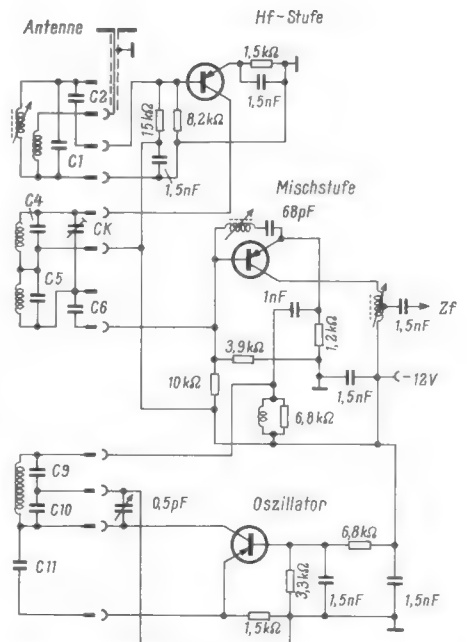 Hf-Stufe
Antenne
1,5kΩ
1,5nF
C2
15kΩ
8,2kΩ
C1
1,5nF
C4
CK
C5
C6
Mischstufe
68pF
1nF
1,2kΩ
3,9kΩ
10kΩ
1,5nF
Zf
-12V
1,5nF
6,8kΩ
C9
C10
0,5pF
C11
Oszillator
6,8kΩ
3,3kΩ
1,5nF
1,5nF
1,5kΩ